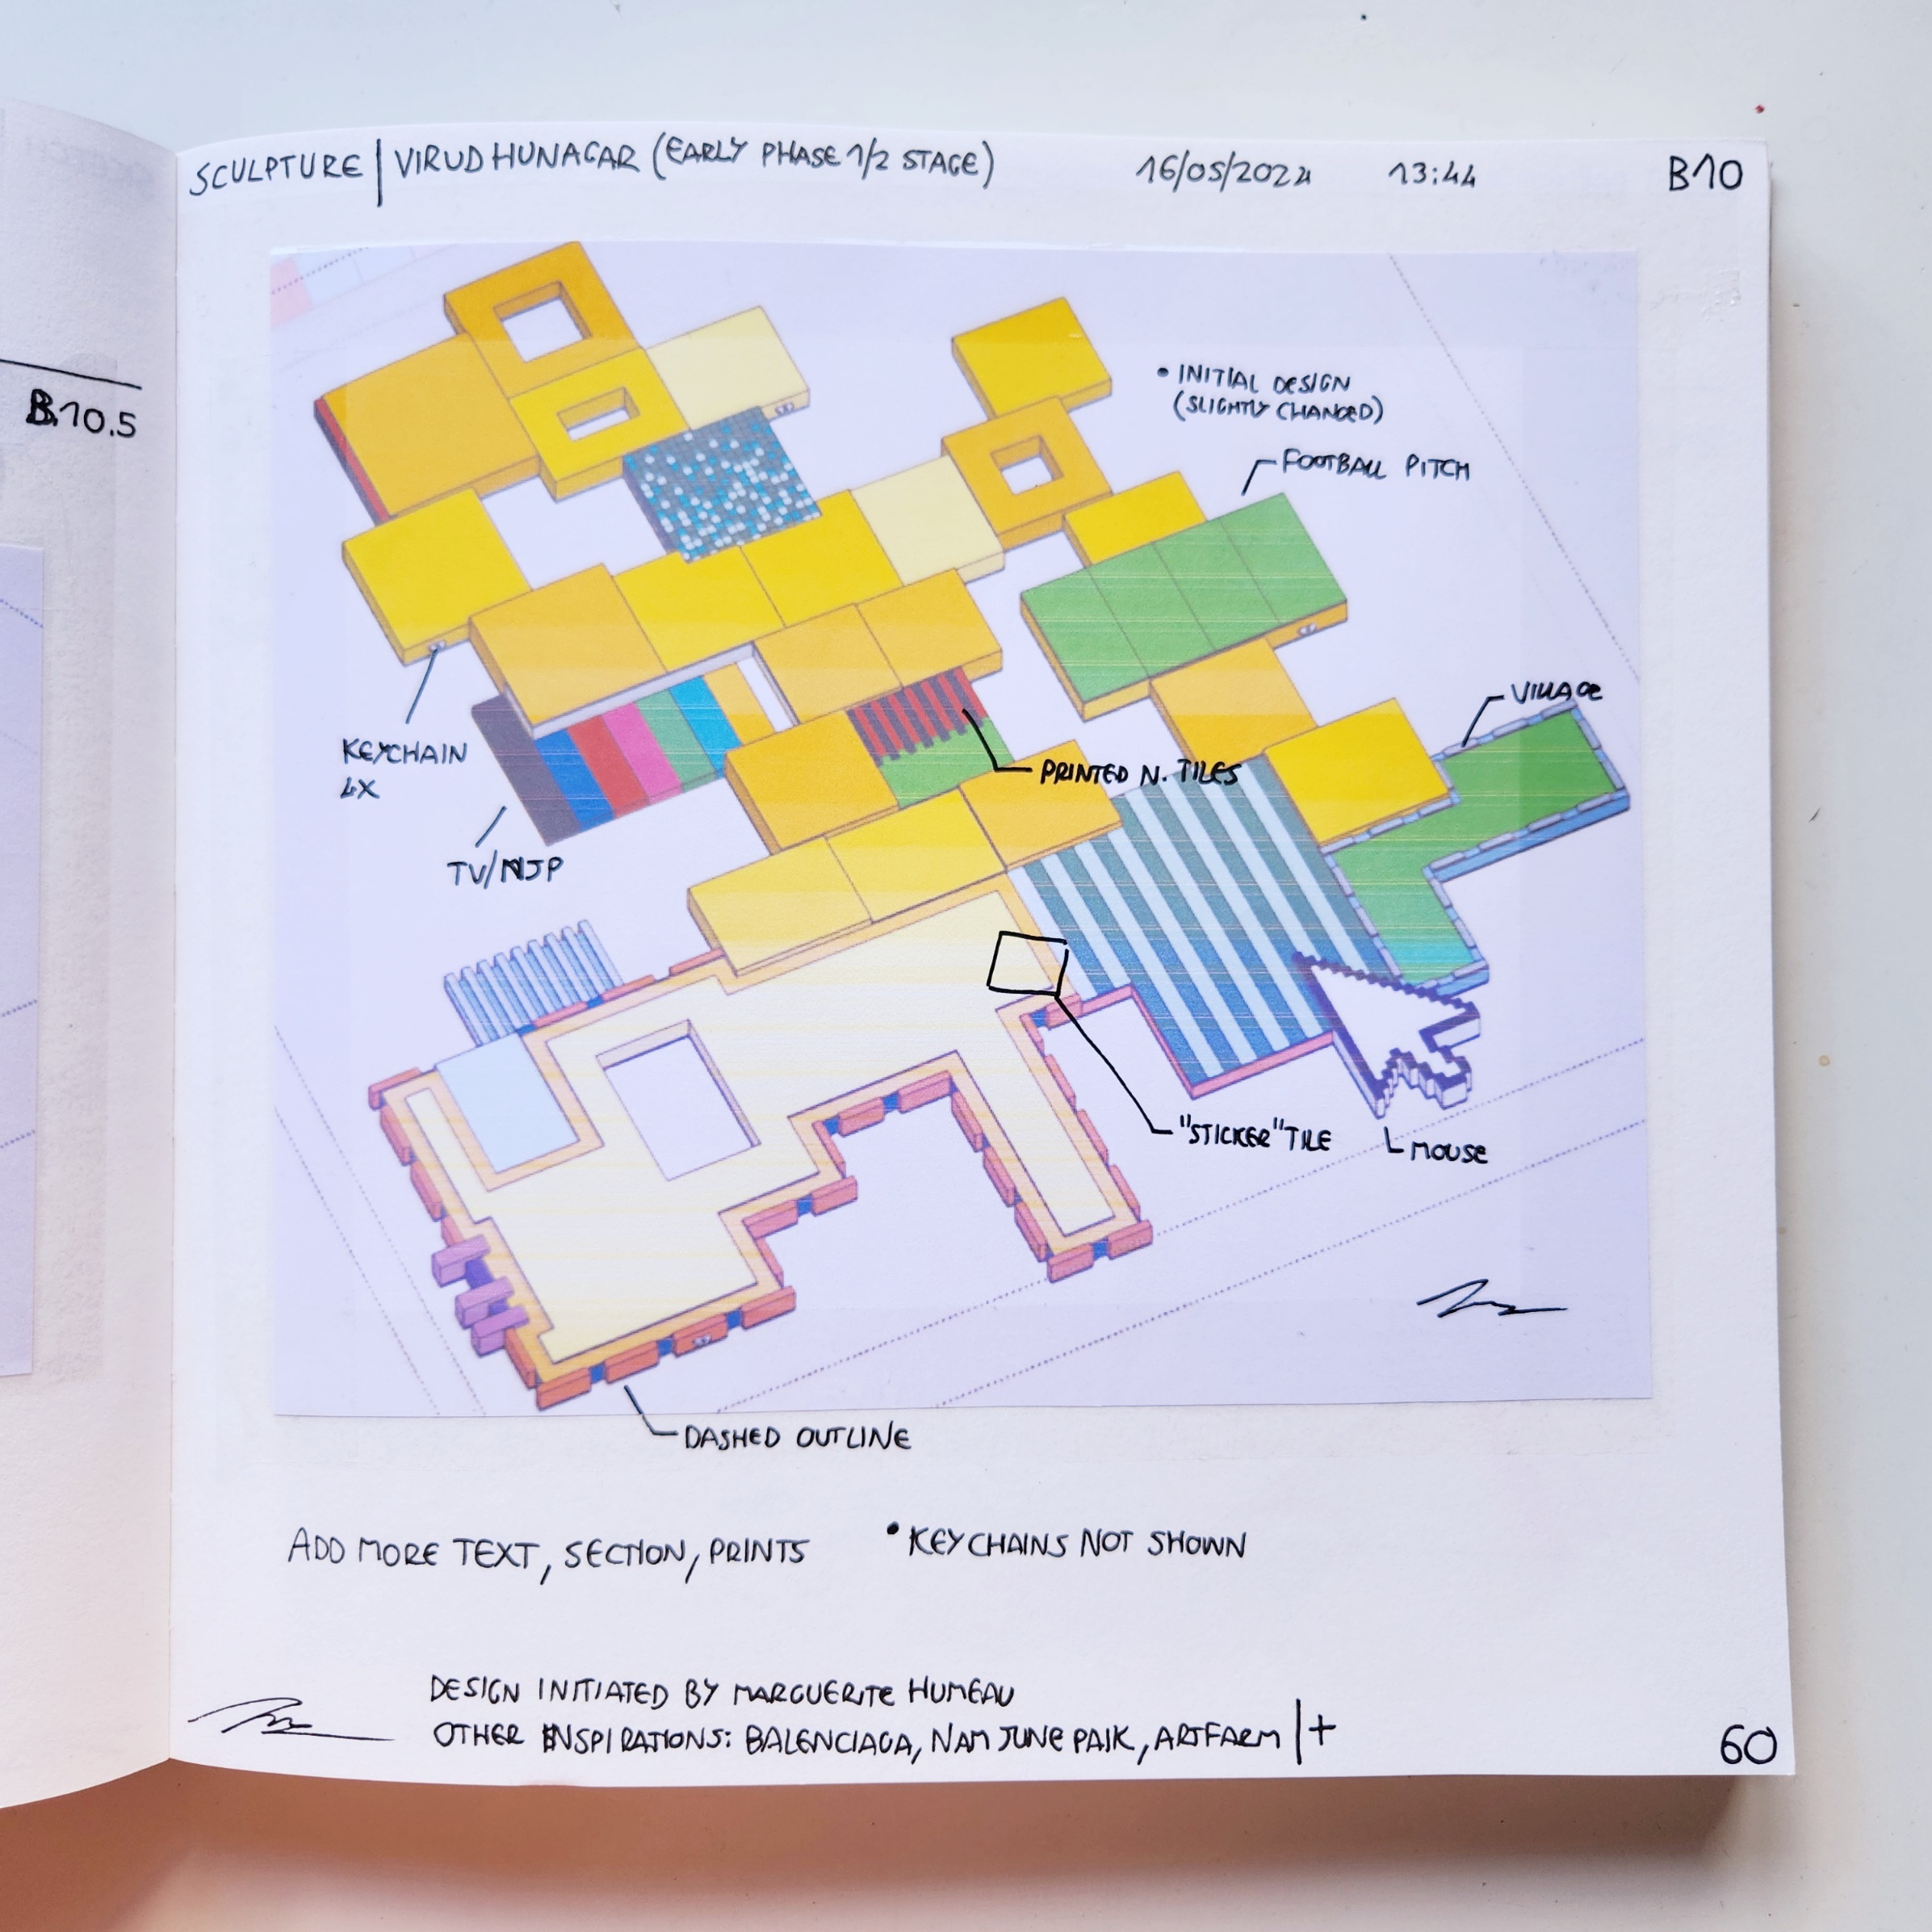 SCULPTURE | VIRUDHUNAGAR (EARLY PHASE 1/2 STAGE) 16/05/2024 13:44 B10
B.10.5
• INITIAL DESIGN
(SLIGHTLY CHANGED)
FOOTBALL PITCH
VILLAGE
KEYCHAIN
4X
PRINTED N. TILES
TV/NJP
"STICKER" TILE
MOUSE
DASHED OUTLINE
ADD MORE TEXT, SECTION, PRINTS
• KEYCHAINS NOT SHOWN
DESIGN INITIATED BY MARGUERITE HUMEAU
OTHER INSPIRATIONS: BALENCIAGA, NAM JUNE PAIK, ARTFARM | +
60